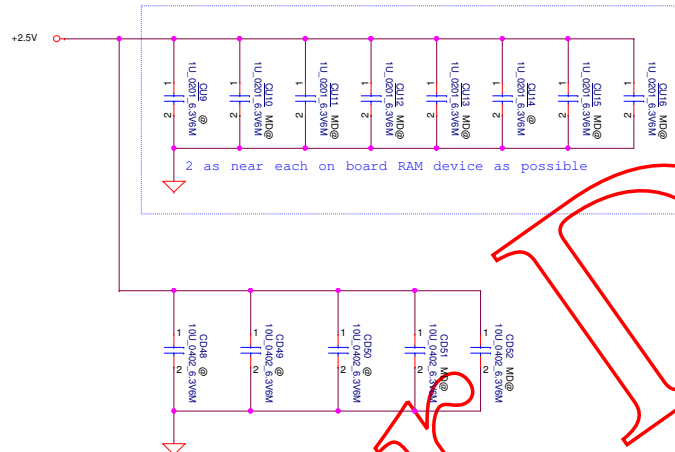 +2.5V
1
2
CU9
@
1U_0201_6.3V6M
1
2
CU10
MD@
1U_0201_6.3V6M
1
2
CU11
MD@
1U_0201_6.3V6M
1
2
CU12
MD@
1U_0201_6.3V6M
1
2
CU13
MD@
1U_0201_6.3V6M
1
2
CU14
MD@
1U_0201_6.3V6M
1
2
CU15
MD@
1U_0201_6.3V6M
1
2
CU16
MD@
1U_0201_6.3V6M
2 as near each on board RAM device as possible
1
2
CD48
@
10U_0402_6.3V6M
1
2
CD49
@
10U_0402_6.3V6M
1
2
CD50
@
10U_0402_6.3V6M
1
2
CD51
MD@
10U_0402_6.3V6M
1
2
CD52
MD@
10U_0402_6.3V6M